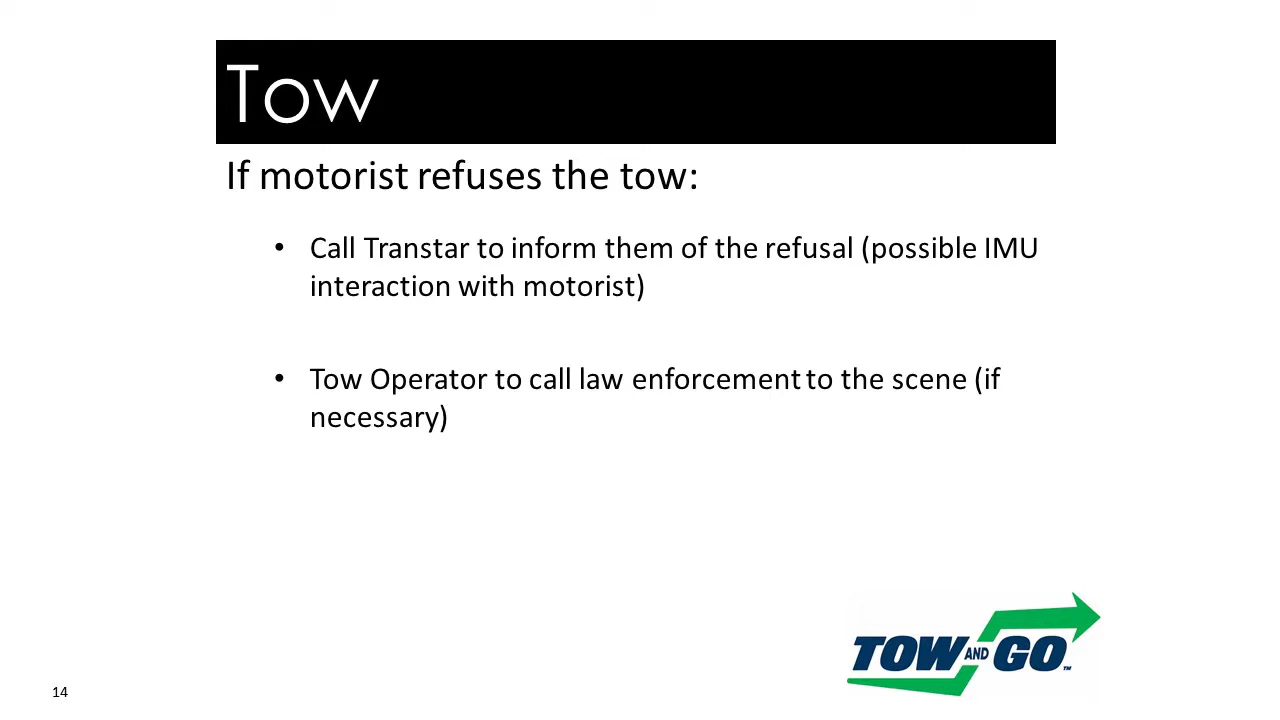 Tow
If motorist refuses the tow:
• Call Transtar to inform them of the refusal (possible IMU
interaction with motorist)
• Tow Operator to call law enforcement to the scene (if
necessary)
TOW AND GO™
14